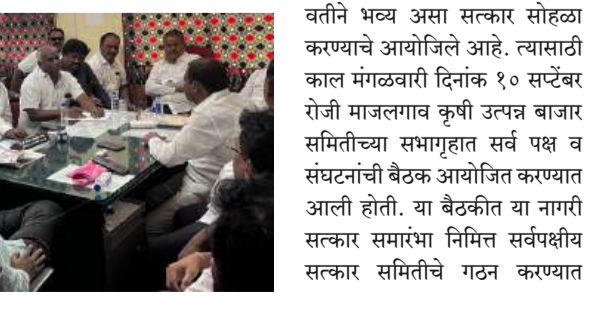 वतीने भव्य असा सत्कार सोहळा
करण्याचे आयोजिले आहे. त्यासाठी
काल मंगळवारी दिनांक १० सप्टेंबर
रोजी माजलगाव कृषी उत्पन्न बाजार
समितीच्या सभागृहात सर्व पक्ष व
संघटनांची बैठक आयोजित करण्यात
आली होती. या बैठकीत या नागरी
सत्कार समारंभा निमित्त सर्वपक्षीय
सत्कार समितीचे गठन करण्यात